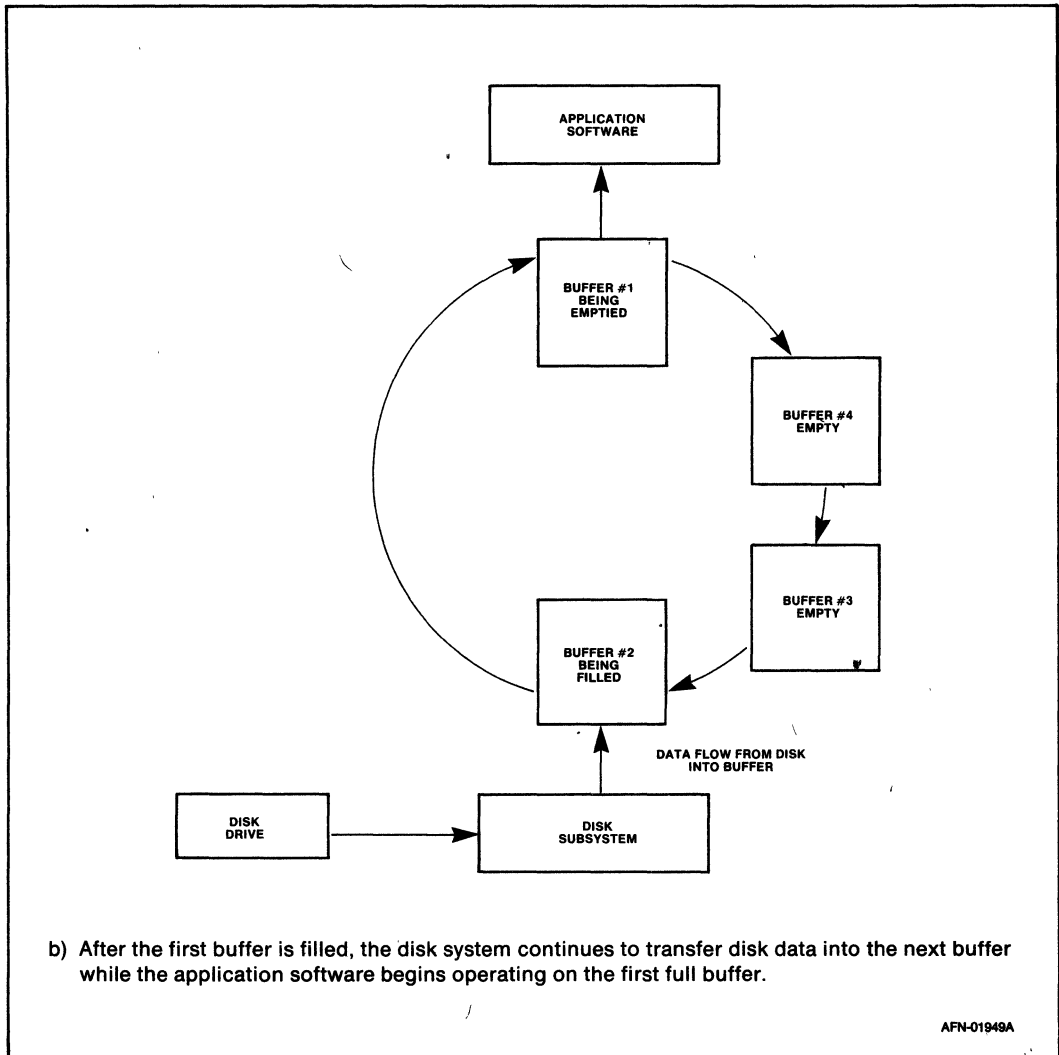 APPLICATION
SOFTWARE
BUFFER #1
BEING
EMPTIED
BUFFER #4
EMPTY
BUFFER #3
EMPTY
BUFFER #2
BEING
FILLED
DATA FLOW FROM DISK
INTO BUFFER
DISK
DRIVE
DISK
SUBSYSTEM
b) After the first buffer is filled, the disk system continues to transfer disk data into the next buffer
while the application software begins operating on the first full buffer.
AFN-01949A